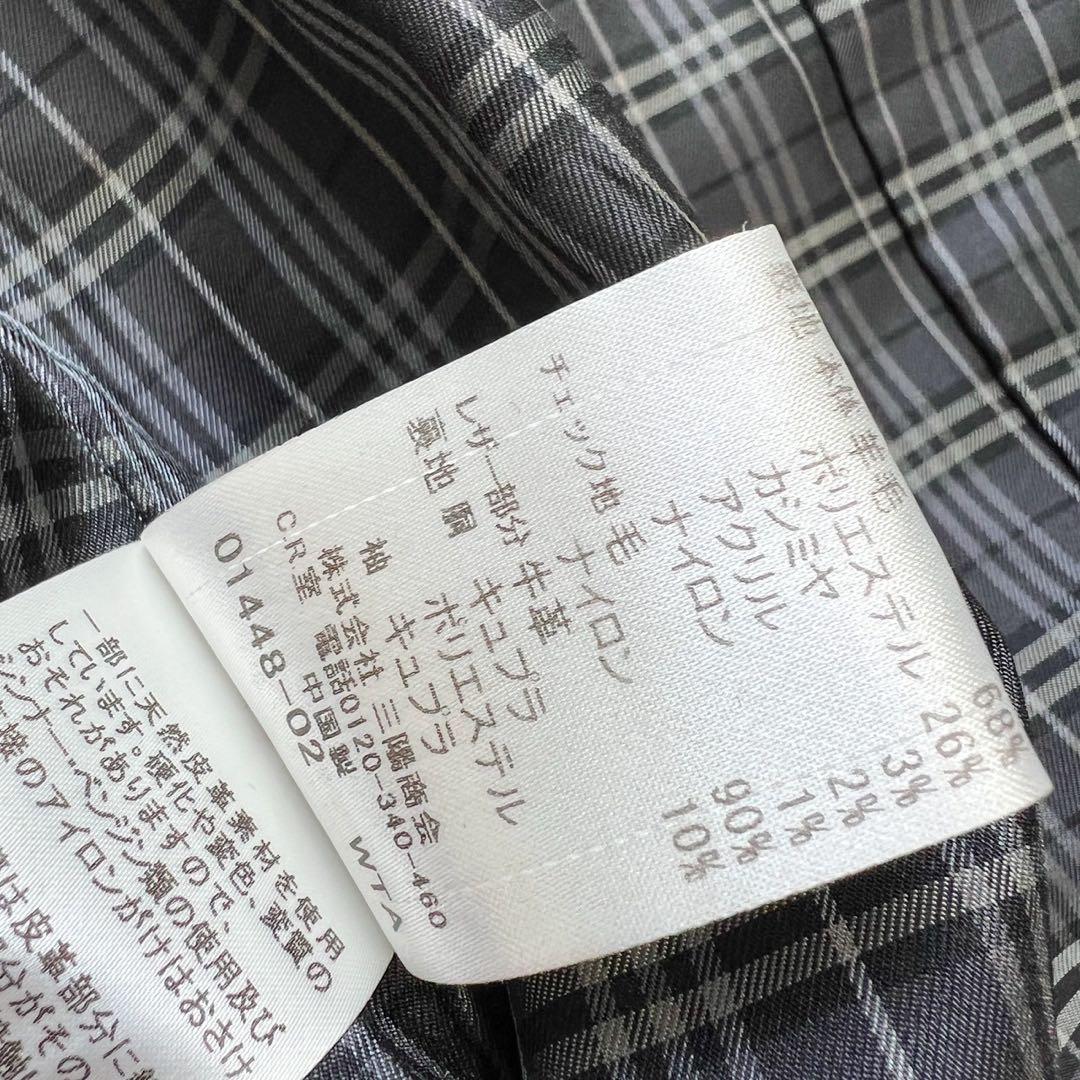 表地 本体 羊毛 68%
ポリエステル 26%
カシミヤ 3%
アクリル 2%
ナイロン 1%
チェック地 毛 90%
ナイロン 10%
レザー部分 牛革
裏地 胴 キュプラ
ポリエステル
袖 キュプラ
株式会社 三陽商会
C.R室 電話0120-340-460
中国製 WTA
01448-02
一部に天然皮革素材を使用
しています。硬化や変色、変質の
おそれがありますので、
シンナー・ベンジン類の使用及び
直接のアイロンがけはおさけ
は皮革部分に